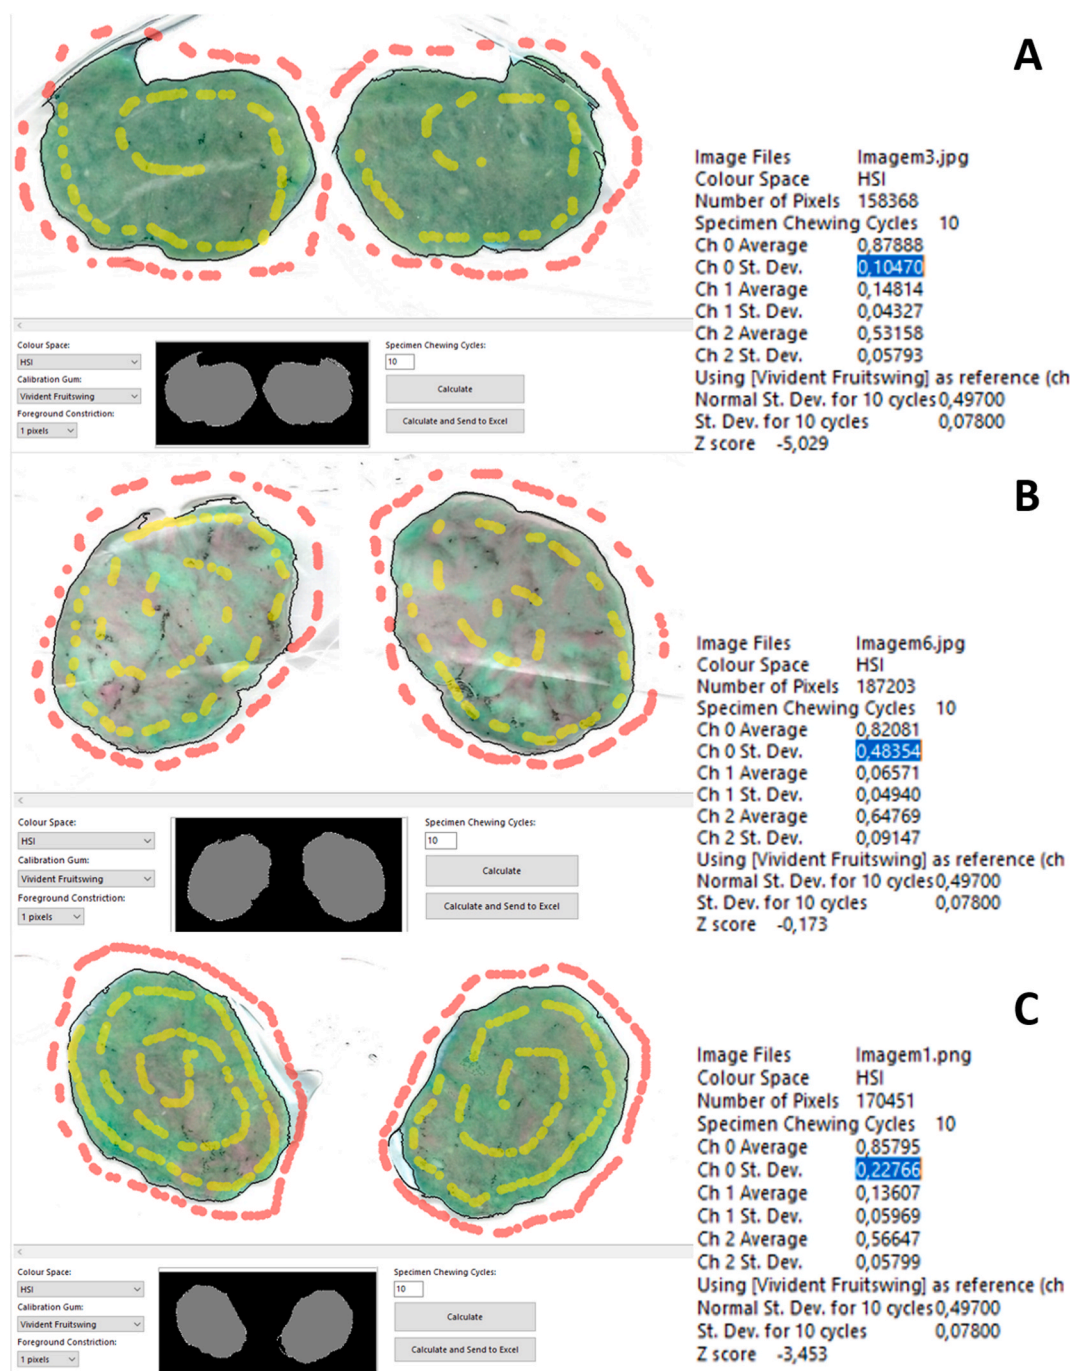 A
Image Files Imagem3.jpg
Colour Space HSI
Number of Pixels 158368
Specimen Chewing Cycles 10
Ch 0 Average 0,87888
Ch 0 St. Dev. 0,10470
Ch 1 Average 0,14814
Ch 1 St. Dev. 0,04327
Ch 2 Average 0,53158
Ch 2 St. Dev. 0,05793
Using [Vivident Fruitswing] as reference (ch
Normal St. Dev. for 10 cycles 0,49700
St. Dev. for 10 cycles 0,07800
Z score -5,029
Colour Space:
HSI
Calibration Gum:
Vivident Fruitswing
Foreground Constriction:
1 pixels
Specimen Chewing Cycles:
10
Calculate
Calculate and Send to Excel
B
Image Files Imagem6.jpg
Colour Space HSI
Number of Pixels 187203
Specimen Chewing Cycles 10
Ch 0 Average 0,82081
Ch 0 St. Dev. 0,48354
Ch 1 Average 0,06571
Ch 1 St. Dev. 0,04940
Ch 2 Average 0,64769
Ch 2 St. Dev. 0,09147
Using [Vivident Fruitswing] as reference (ch
Normal St. Dev. for 10 cycles 0,49700
St. Dev. for 10 cycles 0,07800
Z score -0,173
Colour Space:
HSI
Calibration Gum:
Vivident Fruitswing
Foreground Constriction:
1 pixels
Specimen Chewing Cycles:
10
Calculate
Calculate and Send to Excel
C
Image Files Imagem1.png
Colour Space HSI
Number of Pixels 170451
Specimen Chewing Cycles 10
Ch 0 Average 0,85795
Ch 0 St. Dev. 0,22766
Ch 1 Average 0,13607
Ch 1 St. Dev. 0,05969
Ch 2 Average 0,56647
Ch 2 St. Dev. 0,05799
Using [Vivident Fruitswing] as reference (ch
Normal St. Dev. for 10 cycles 0,49700
St. Dev. for 10 cycles 0,07800
Z score -3,453
Colour Space:
HSI
Calibration Gum:
Vivident Fruitswing
Foreground Constriction:
1 pixels
Specimen Chewing Cycles:
10
Calculate
Calculate and Send to Excel